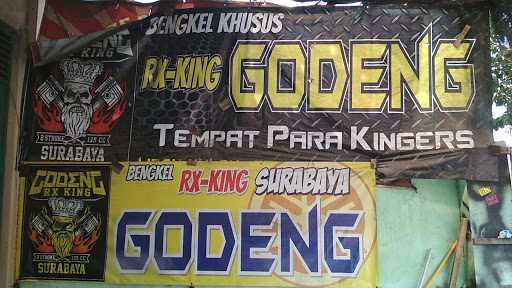 GODENG
RX KING
2 STROKE 135 CC
SURABAYA
BENGKEL KHUSUS
RX-KING GODENG
TEMPAT PARA KINGERS
GODENG
RX KING
2 STROKE 135 CC
SURABAYA
BENGKEL RX-KING SURABAYA
GODENG